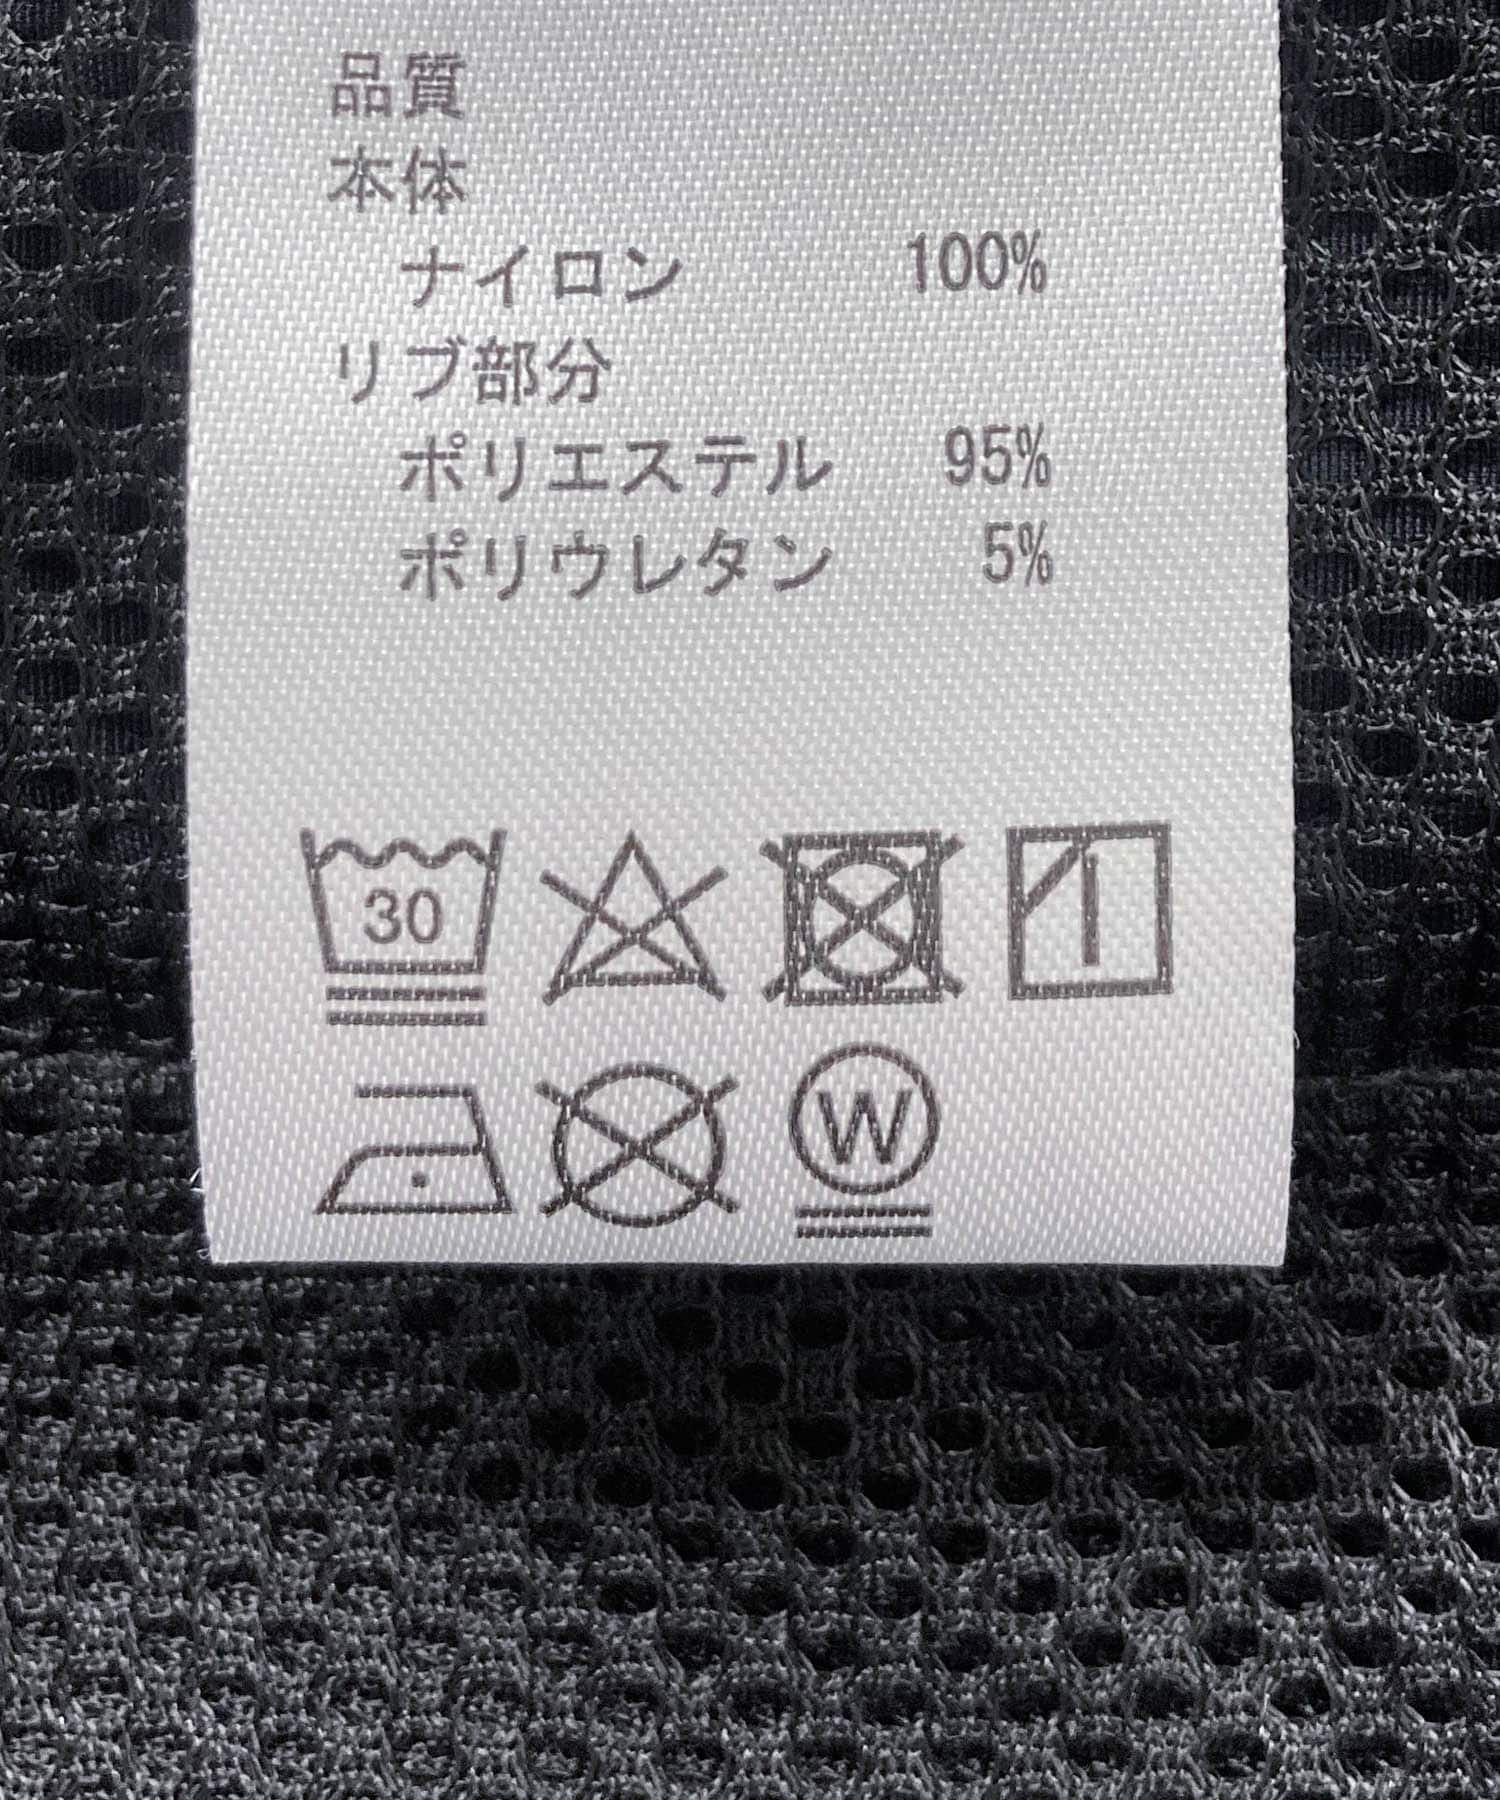 品質
本体
ナイロン 100%
リブ部分
ポリエステル 95%
ポリウレタン 5%
30
W